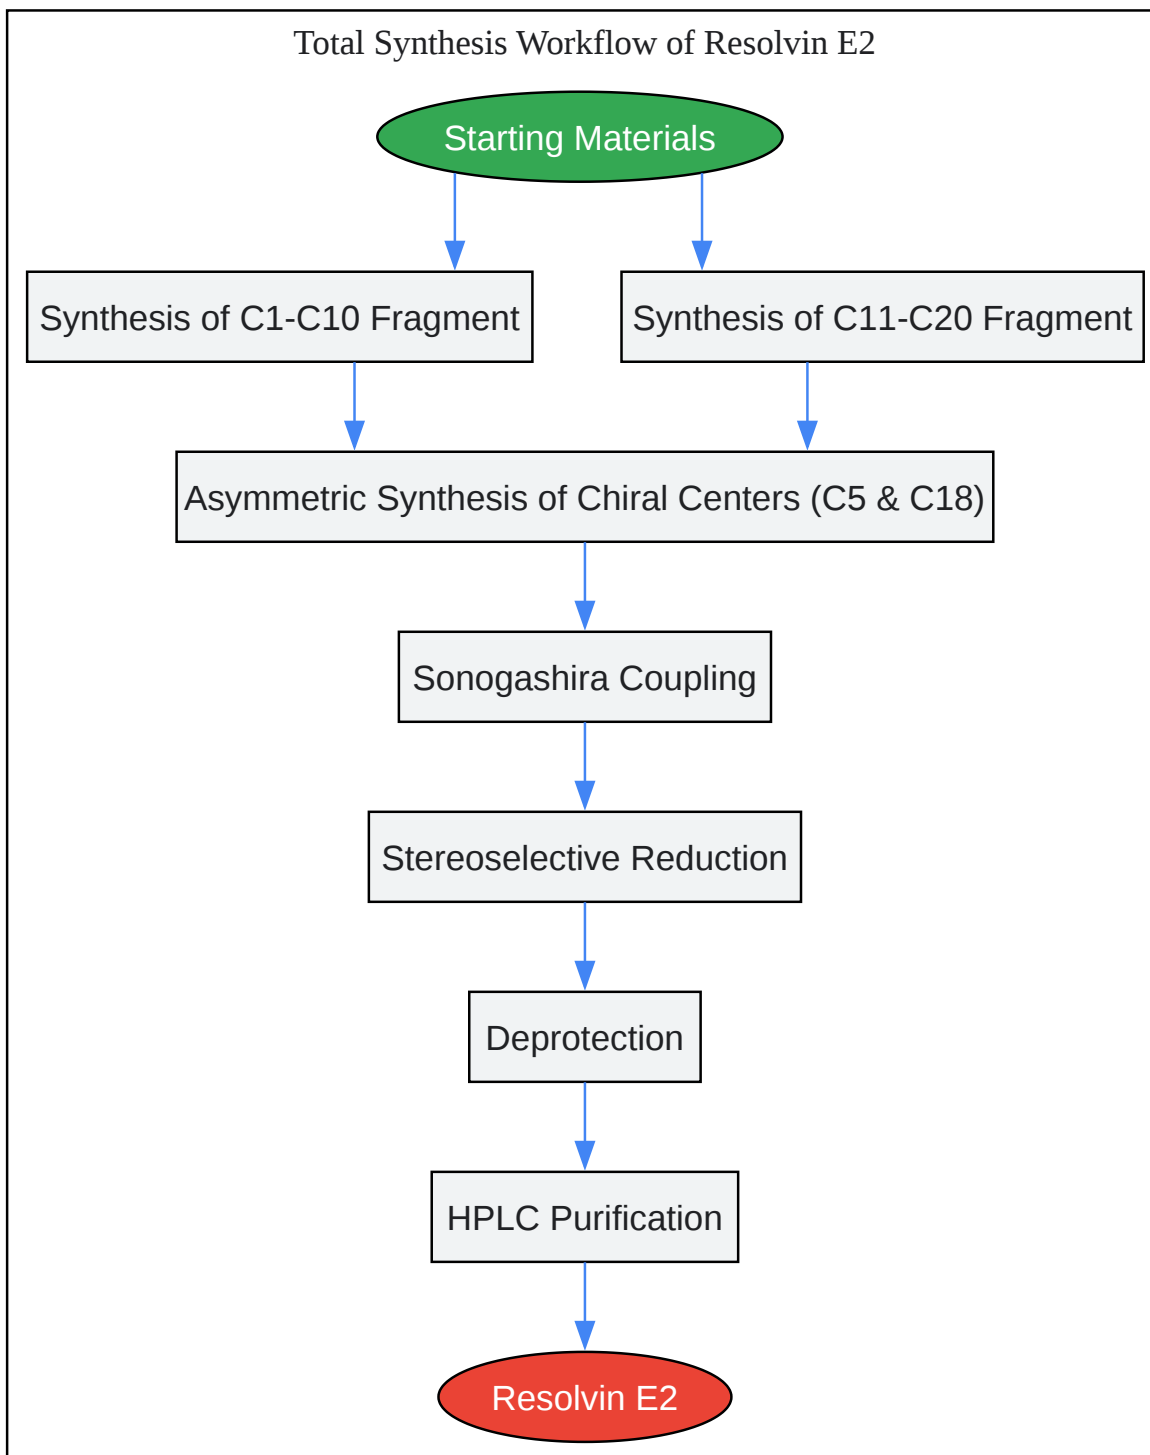 Total Synthesis Workflow of Resolvin E2
Starting Materials
Synthesis of C1-C10 Fragment
Synthesis of C11-C20 Fragment
Asymmetric Synthesis of Chiral Centers (C5 & C18)
Sonogashira Coupling
Stereoselective Reduction
Deprotection
HPLC Purification
Resolvin E2